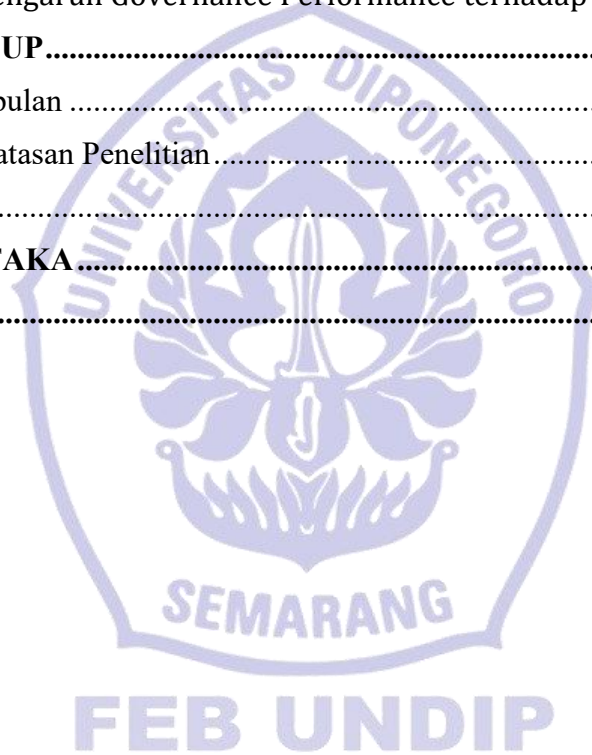 engaruh Governance Performance terhadap
UP........................................................................
pulan ........................................................................
atasan Penelitian....................................................
........................................................................
TAKA ........................................................................
........................................................................
UNIVERSITAS DIPONEGORO
SEMARANG
FEB UNDIP